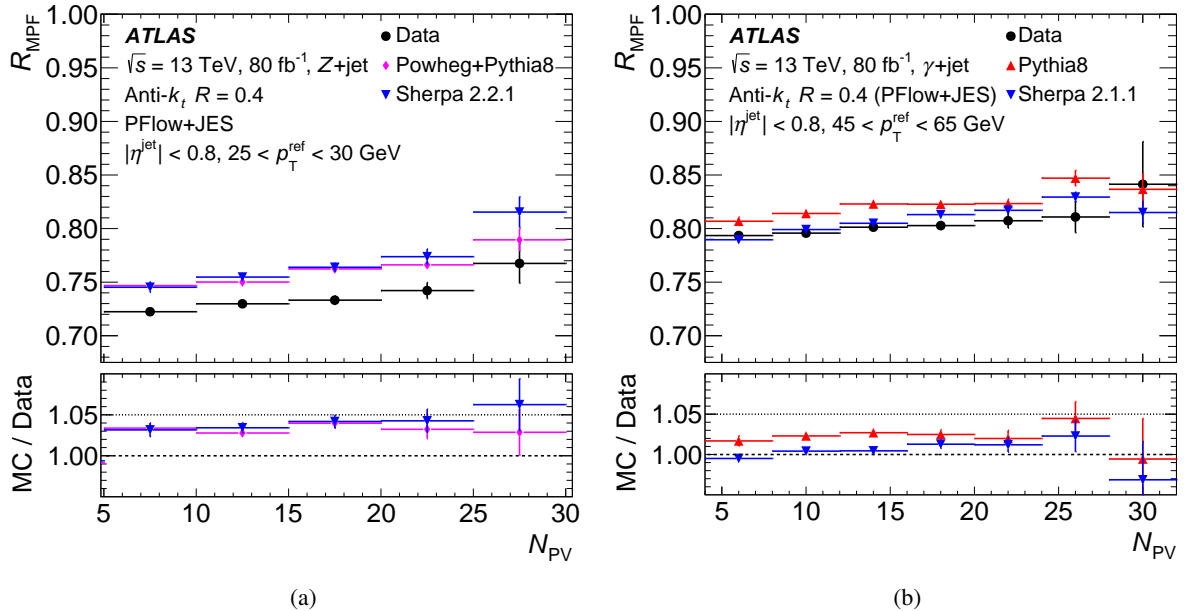 R_MPF
1.00
0.95
0.90
0.85
0.80
0.75
0.70
ATLAS
√s = 13 TeV, 80 fb⁻¹, Z+jet
Anti-k_t R = 0.4
PFlow+JES
|η^jet| < 0.8, 25 < p_T^ref < 30 GeV
Data
Powheg+Pythia8
Sherpa 2.2.1
MC / Data
1.05
1.00
5 10 15 20 25 30
N_PV
(a)
R_MPF
1.00
0.95
0.90
0.85
0.80
0.75
0.70
ATLAS
√s = 13 TeV, 80 fb⁻¹, γ+jet
Anti-k_t R = 0.4 (PFlow+JES)
|η^jet| < 0.8, 45 < p_T^ref < 65 GeV
Data
Pythia8
Sherpa 2.1.1
MC / Data
1.05
1.00
5 10 15 20 25 30
N_PV
(b)